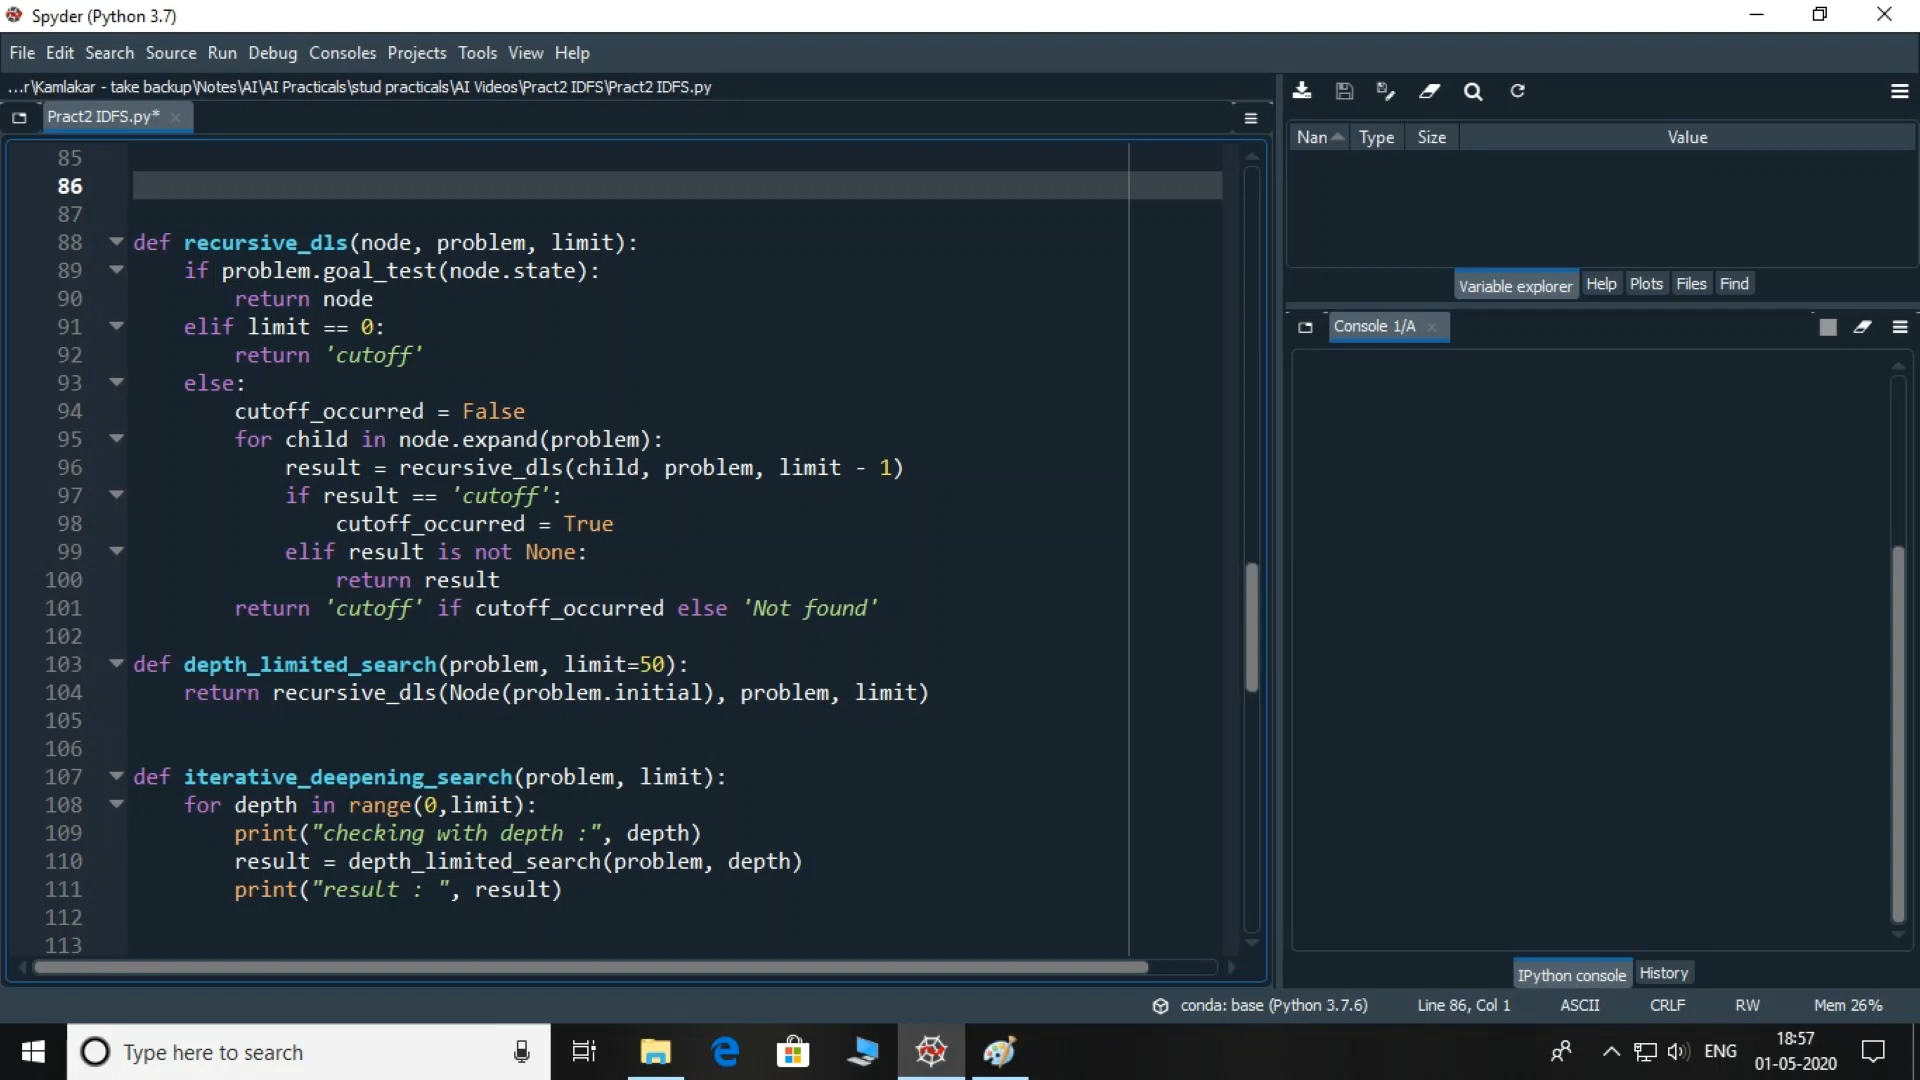 Spyder (Python 3.7)
File Edit Search Source Run Debug Consoles Projects Tools View Help
...r\Kamlakar - take backup\Notes\AI\AI Practicals\stud practicals\AI Videos\Pract2 IDFS\Pract2 IDFS.py
Pract2 IDFS.py*
85
86
87
88 def recursive_dls(node, problem, limit):
89 if problem.goal_test(node.state):
90 return node
91 elif limit == 0:
92 return 'cutoff'
93 else:
94 cutoff_occurred = False
95 for child in node.expand(problem):
96 result = recursive_dls(child, problem, limit - 1)
97 if result == 'cutoff':
98 cutoff_occurred = True
99 elif result is not None:
100 return result
101 return 'cutoff' if cutoff_occurred else 'Not found'
102
103 def depth_limited_search(problem, limit=50):
104 return recursive_dls(Node(problem.initial), problem, limit)
105
106
107 def iterative_deepening_search(problem, limit):
108 for depth in range(0,limit):
109 print("checking with depth :", depth)
110 result = depth_limited_search(problem, depth)
111 print("result : ", result)
112
113
Nan Type Size Value
Variable explorer Help Plots Files Find
Console 1/A
IPython console History
conda: base (Python 3.7.6) Line 86, Col 1 ASCII CRLF RW Mem 26%
Type here to search
ENG
18:57
01-05-2020